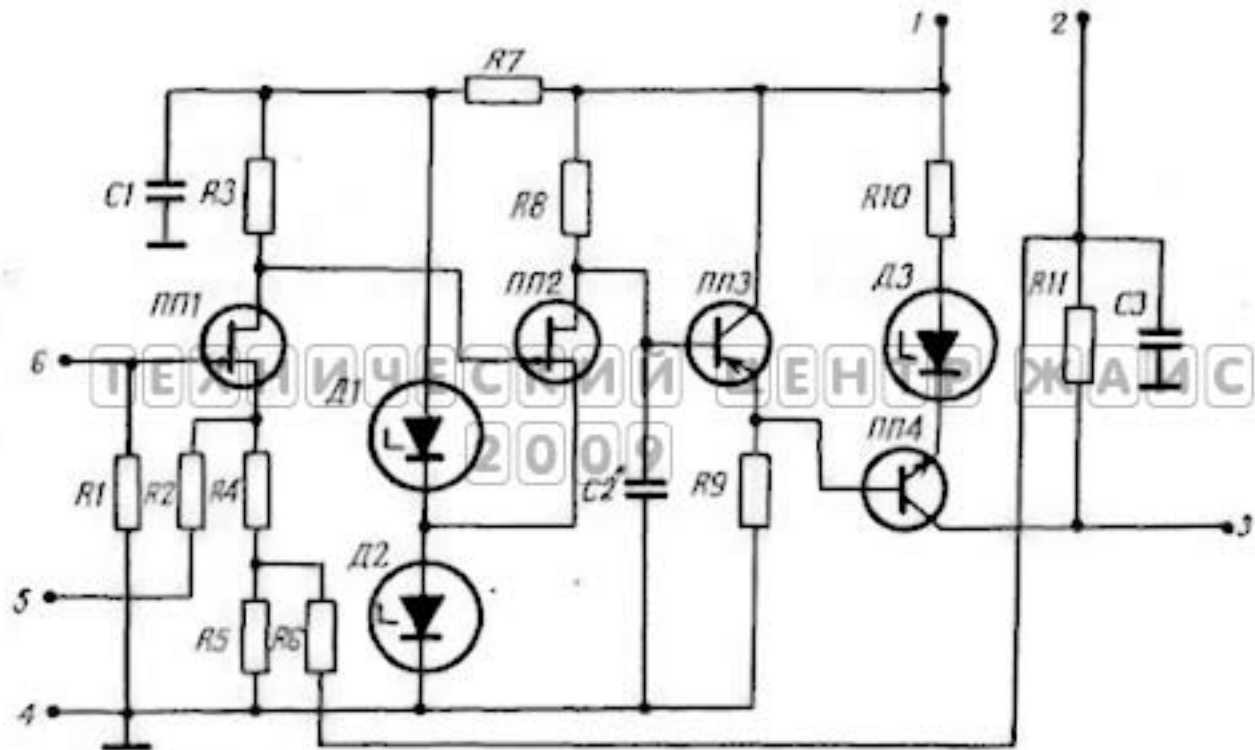 1
2
R7
C1
R3
R8
R10
ПП1
ПП2
ПП3
Д3
R11
C3
6
ТЕХНИЧЕСКИЙ ЦЕНТР ЖАИС
2009
Д1
ПП4
R1
R2
R4
C2*
R9
3
Д2
5
R5
R6
4